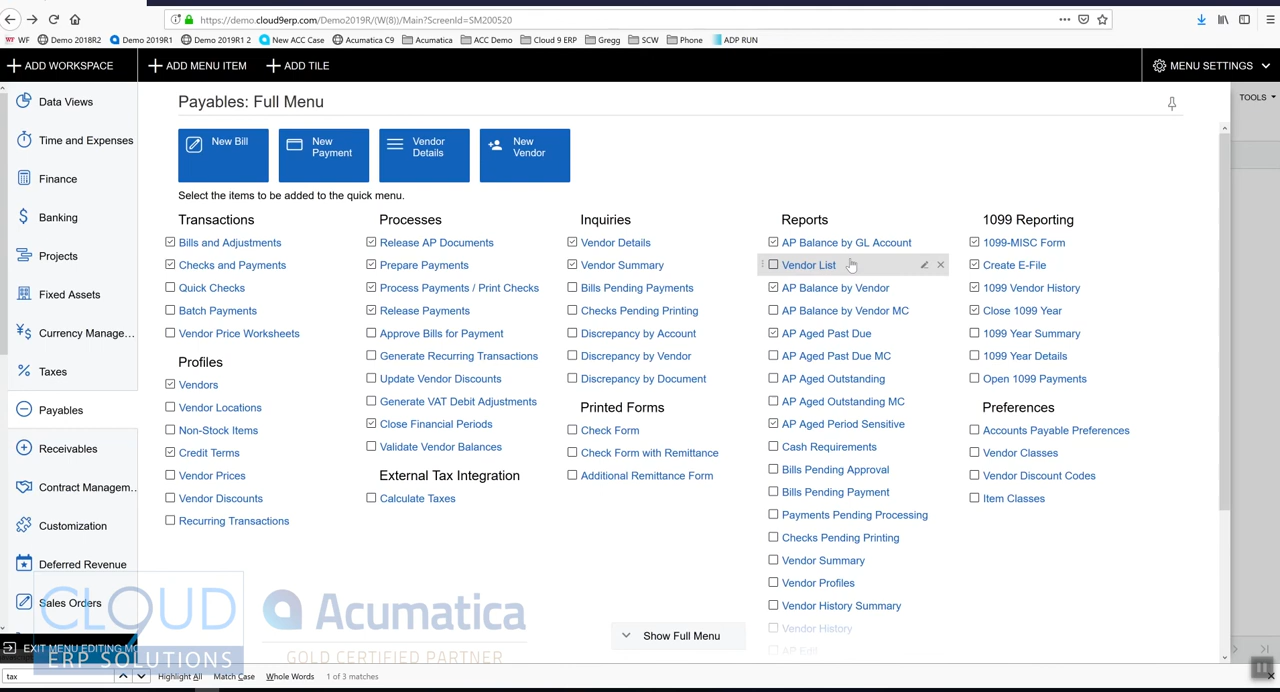 https://demo.cloud9erp.com/Demo2019R/(W(8))/Main?ScreenId=SM200520
WF Demo 2018R2 Demo 2019R1 Demo 2019R1 2 New ACC Case Acumatica C9 Acumatica ACC Demo Cloud 9 ERP Gregg SCW Phone ADP RUN
ADD WORKSPACE ADD MENU ITEM ADD TILE MENU SETTINGS
TOOLS
Data Views
Time and Expenses
Finance
Banking
Projects
Fixed Assets
Currency Manage...
Taxes
Payables
Receivables
Contract Managem...
Customization
Deferred Revenue
Sales Orders
EXIT MENU EDITING MO
Payables: Full Menu
New Bill
New Payment
Vendor Details
New Vendor
Select the items to be added to the quick menu.
Transactions
Bills and Adjustments
Checks and Payments
Quick Checks
Batch Payments
Vendor Price Worksheets
Profiles
Vendors
Vendor Locations
Non-Stock Items
Credit Terms
Vendor Prices
Vendor Discounts
Recurring Transactions
Processes
Release AP Documents
Prepare Payments
Process Payments / Print Checks
Release Payments
Approve Bills for Payment
Generate Recurring Transactions
Update Vendor Discounts
Generate VAT Debit Adjustments
Close Financial Periods
Validate Vendor Balances
External Tax Integration
Calculate Taxes
Inquiries
Vendor Details
Vendor Summary
Bills Pending Payments
Checks Pending Printing
Discrepancy by Account
Discrepancy by Vendor
Discrepancy by Document
Printed Forms
Check Form
Check Form with Remittance
Additional Remittance Form
Reports
AP Balance by GL Account
Vendor List
AP Balance by Vendor
AP Balance by Vendor MC
AP Aged Past Due
AP Aged Past Due MC
AP Aged Outstanding
AP Aged Outstanding MC
AP Aged Period Sensitive
Cash Requirements
Bills Pending Approval
Bills Pending Payment
Payments Pending Processing
Checks Pending Printing
Vendor Summary
Vendor Profiles
Vendor History Summary
Vendor History
AP Edit
1099 Reporting
1099-MISC Form
Create E-File
1099 Vendor History
Close 1099 Year
1099 Year Summary
1099 Year Details
Open 1099 Payments
Preferences
Accounts Payable Preferences
Vendor Classes
Vendor Discount Codes
Item Classes
Show Full Menu
CLOUD 9
ERP SOLUTIONS
Acumatica
GOLD CERTIFIED PARTNER
tax Highlight All Match Case Whole Words 1 of 3 matches